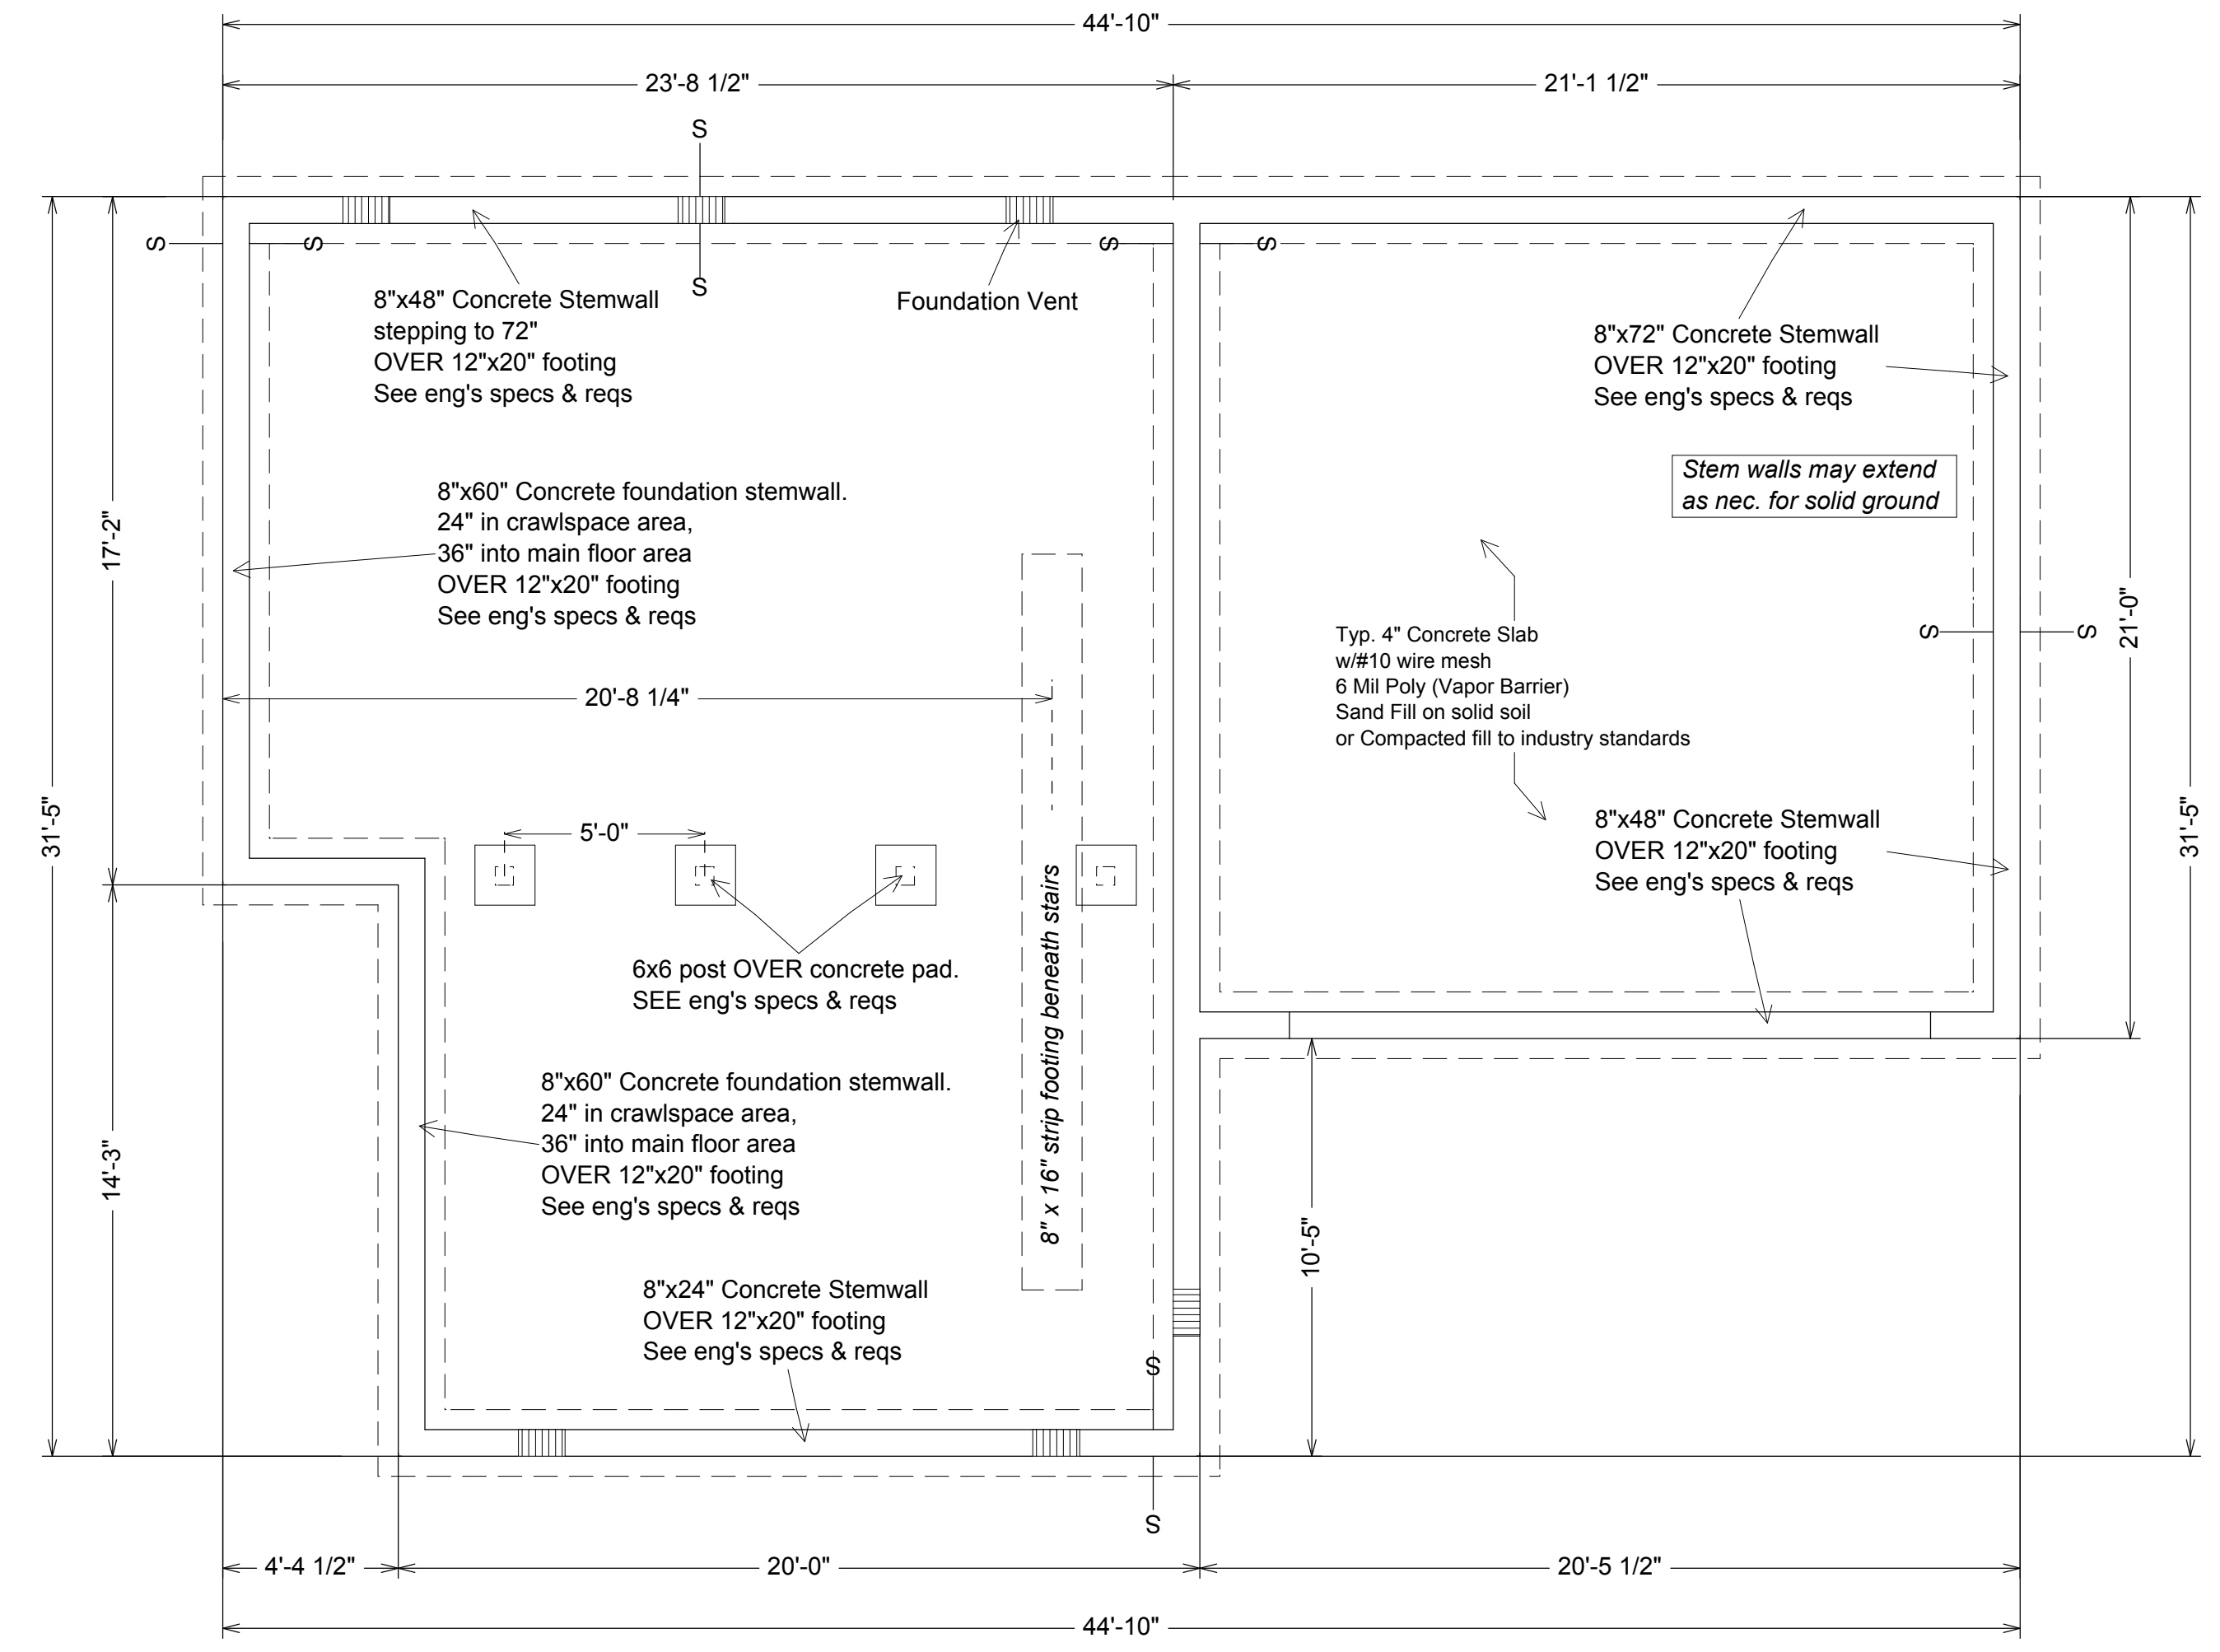 44'-10"
23'-8 1/2"
21'-1 1/2"
S
S
S
S
S
S
8"x48" Concrete Stemwall
stepping to 72"
OVER 12"x20" footing
See eng's specs & reqs
Foundation Vent
8"x72" Concrete Stemwall
OVER 12"x20" footing
See eng's specs & reqs
Stem walls may extend
as nec. for solid ground
8"x60" Concrete foundation stemwall.
24" in crawlspace area,
36" into main floor area
OVER 12"x20" footing
See eng's specs & reqs
17'-2"
21'-0"
S
S
Typ. 4" Concrete Slab
w/#10 wire mesh
6 Mil Poly (Vapor Barrier)
Sand Fill on solid soil
or Compacted fill to industry standards
20'-8 1/4"
31'-5"
31'-5"
5'-0"
8"x48" Concrete Stemwall
OVER 12"x20" footing
See eng's specs & reqs
6x6 post OVER concrete pad.
SEE eng's specs & reqs
8" x 16" strip footing beneath stairs
8"x60" Concrete foundation stemwall.
24" in crawlspace area,
36" into main floor area
OVER 12"x20" footing
See eng's specs & reqs
14'-3"
10'-5"
8"x24" Concrete Stemwall
OVER 12"x20" footing
See eng's specs & reqs
S
S
4'-4 1/2"
20'-0"
20'-5 1/2"
44'-10"